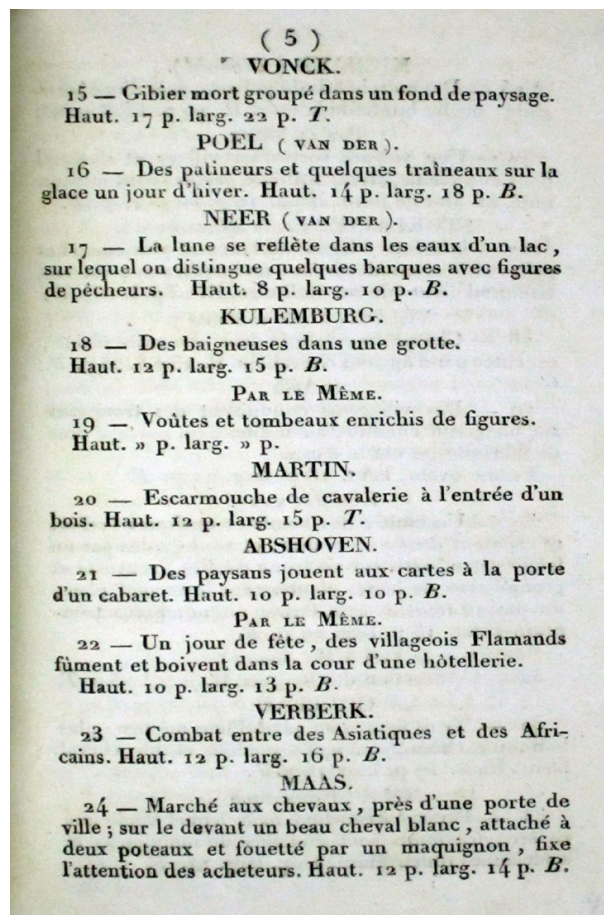 ( 5 )
VONCK.
15 — Gibier mort groupé dans un fond de paysage.
Haut. 17 p. larg. 22 p. T.
POEL ( VAN DER ).
16 — Des patineurs et quelques traîneaux sur la
glace un jour d'hiver. Haut. 14 p. larg. 18 p. B.
NEER ( VAN DER ).
17 — La lune se reflète dans les eaux d'un lac ,
sur lequel on distingue quelques barques avec figures
de pêcheurs. Haut. 8 p. larg. 10 p. B.
KULEMBURG.
18 — Des baigneuses dans une grotte.
Haut. 12 p. larg. 15 p. B.
PAR LE MÊME.
19 — Voûtes et tombeaux enrichis de figures.
Haut. » p. larg. » p.
MARTIN.
20 — Escarmouche de cavalerie à l'entrée d'un
bois. Haut. 12 p. larg. 15 p. T.
ABSHOVEN.
21 — Des paysans jouent aux cartes à la porte
d'un cabaret. Haut. 10 p. larg. 10 p. B.
PAR LE MÊME.
22 — Un jour de fête , des villageois Flamands
fûment et boivent dans la cour d'une hôtellerie.
Haut. 10 p. larg. 13 p. B.
VERBERK.
23 — Combat entre des Asiatiques et des Afri-
cains. Haut. 12 p. larg. 16 p. B.
MAAS.
24 — Marché aux chevaux , près d'une porte de
ville ; sur le devant un beau cheval blanc , attaché à
deux poteaux et fouetté par un maquignon , fixe
l'attention des acheteurs. Haut. 12 p. larg. 14 p. B.